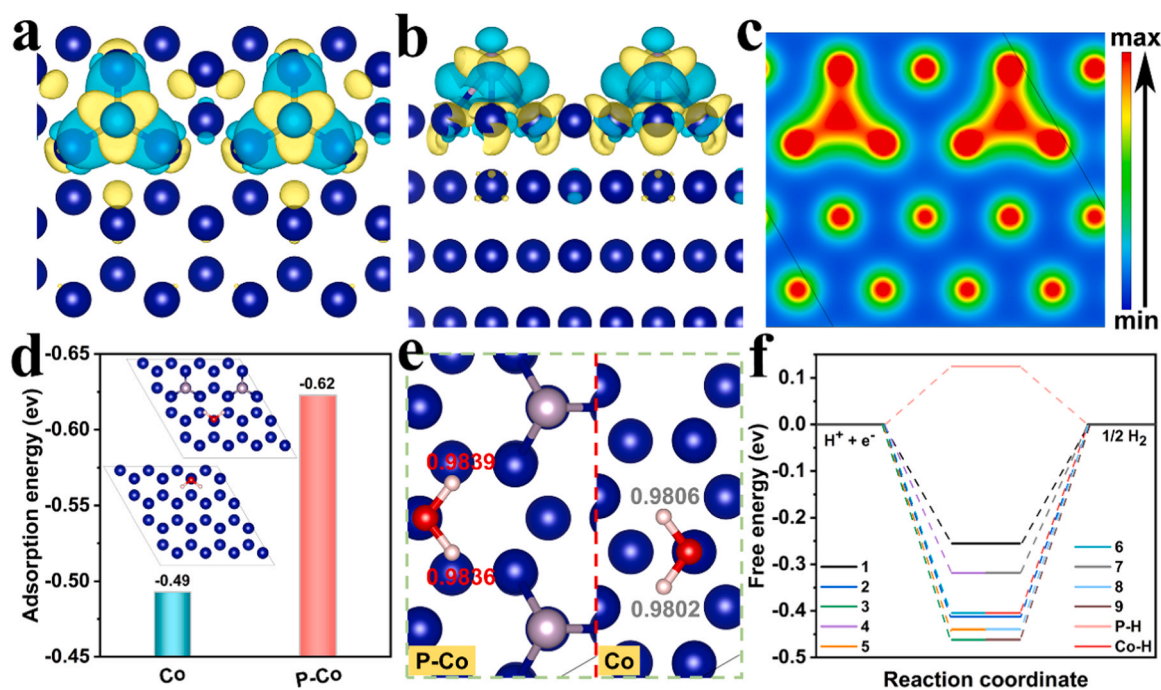 a
b
c
max
min
d
Adsorption energy (ev)
-0.65
-0.60
-0.55
-0.50
-0.45
-0.49
-0.62
Co
P-Co
e
0.9839
0.9836
P-Co
0.9806
0.9802
Co
f
Free energy (ev)
0.1
0.0
-0.1
-0.2
-0.3
-0.4
-0.5
H⁺ + e⁻
1/2 H₂
1
2
3
4
5
6
7
8
9
P-H
Co-H
Reaction coordinate